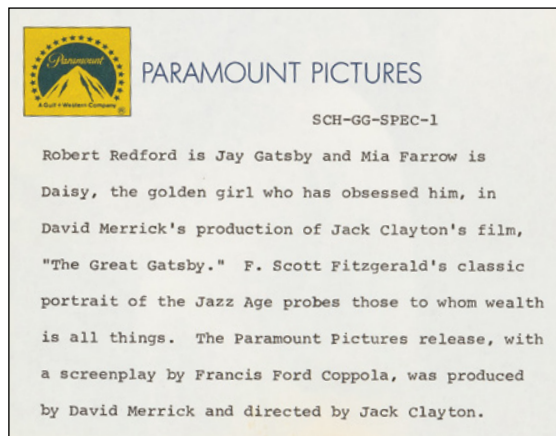 Paramount
A Gulf + Western Company
®
PARAMOUNT PICTURES
SCH-GG-SPEC-1
Robert Redford is Jay Gatsby and Mia Farrow is
Daisy, the golden girl who has obsessed him, in
David Merrick's production of Jack Clayton's film,
"The Great Gatsby."  F. Scott Fitzgerald's classic
portrait of the Jazz Age probes those to whom wealth
is all things.  The Paramount Pictures release, with
a screenplay by Francis Ford Coppola, was produced
by David Merrick and directed by Jack Clayton.